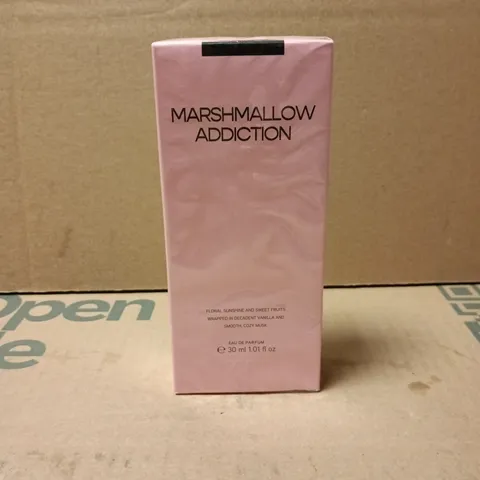 MARSHMALLOW
ADDICTION
FLORAL SUNSHINE AND SWEET FRUITS
WRAPPED IN DECADENT VANILLA AND
SMOOTH, COZY MUSK
EAU DE PARFUM
℮ 30 ml 1.01 fl oz
Open